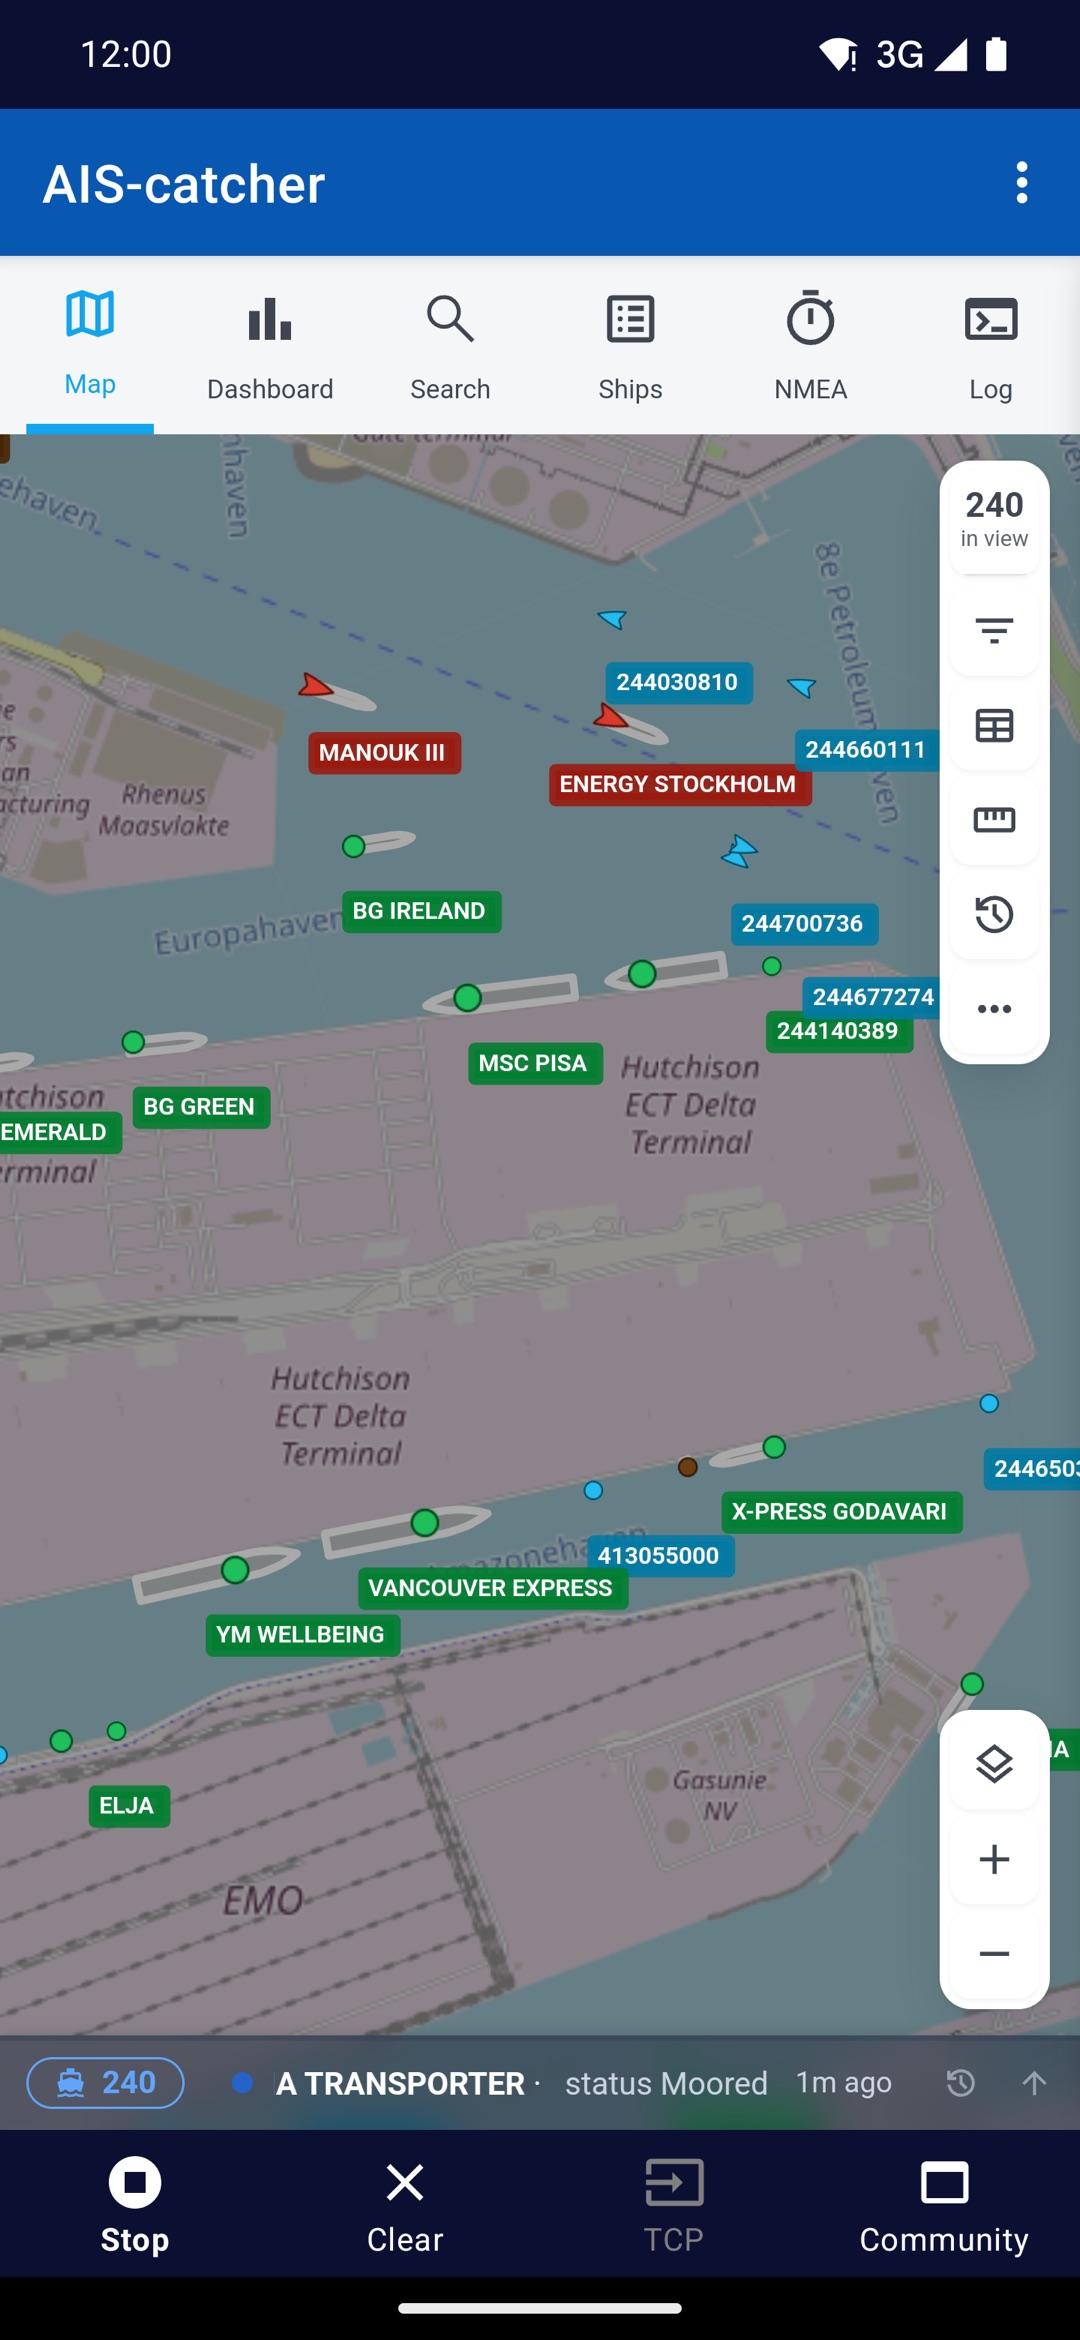 12:00
3G
AIS-catcher
Map
Dashboard
Search
Ships
NMEA
Log
240
in view
8e Petroleum
244030810
MANOUK III
244660111
ENERGY STOCKHOLM
Rhenus
Maasvlakte
BG IRELAND
Europahaven
244700736
244677274
244140389
MSC PISA
Hutchison
ECT Delta
Terminal
BG GREEN
EMERALD
Hutchison
ECT Delta
Terminal
X-PRESS GODAVARI
413055000
VANCOUVER EXPRESS
YM WELLBEING
ELJA
Gasunie
NV
EMO
240
A TRANSPORTER · status Moored 1m ago
Stop
Clear
TCP
Community